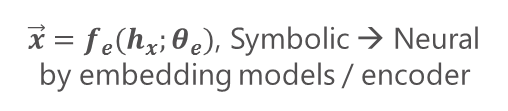 x⃗ = fₑ(hₓ; θₑ), Symbolic → Neural
by embedding models / encoder